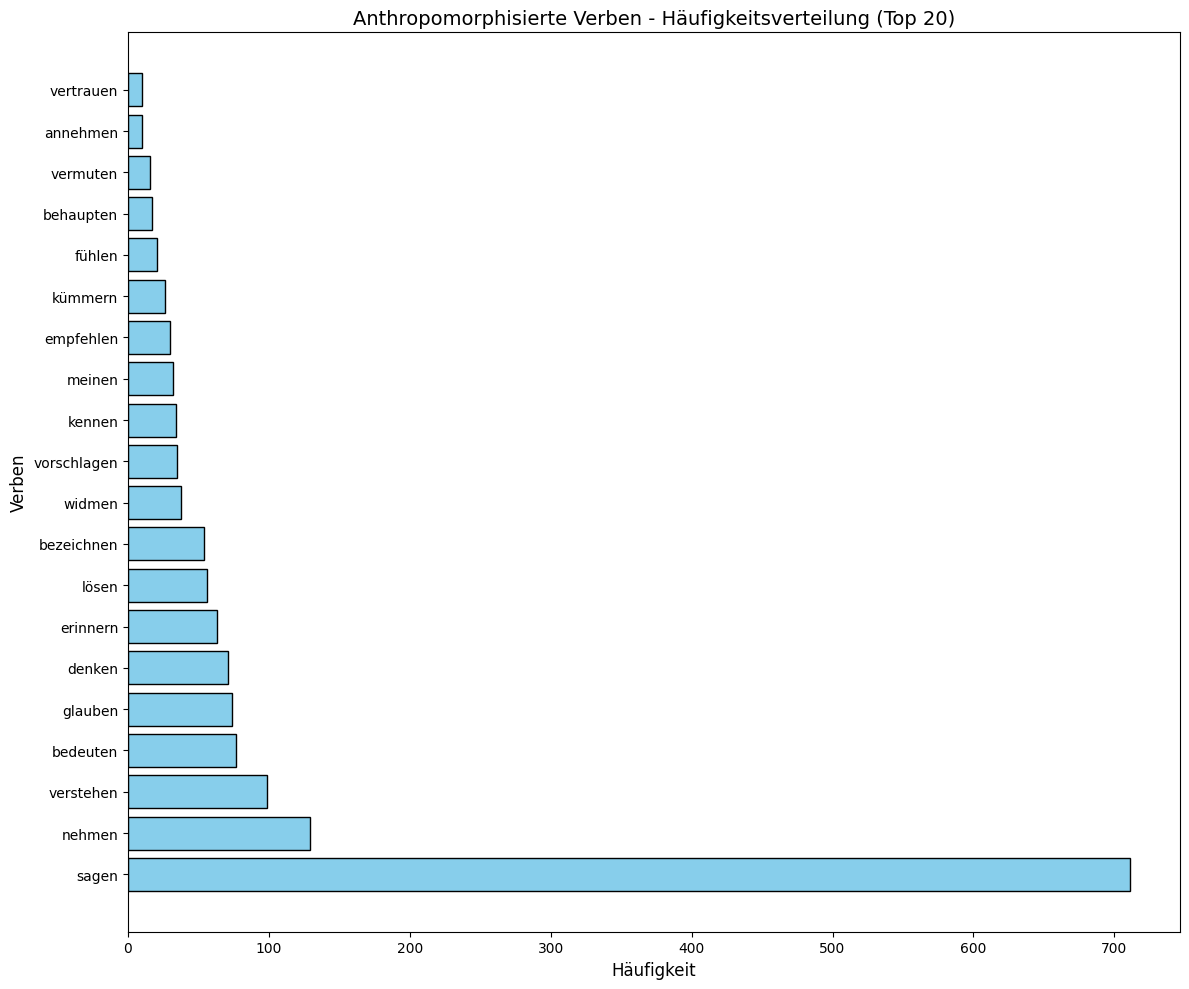 Anthropomorphisierte Verben - Häufigkeitsverteilung (Top 20)
vertrauen
annehmen
vermuten
behaupten
fühlen
kümmern
empfehlen
meinen
kennen
vorschlagen
widmen
bezeichnen
lösen
erinnern
denken
glauben
bedeuten
verstehen
nehmen
sagen
Verben
0 100 200 300 400 500 600 700
Häufigkeit